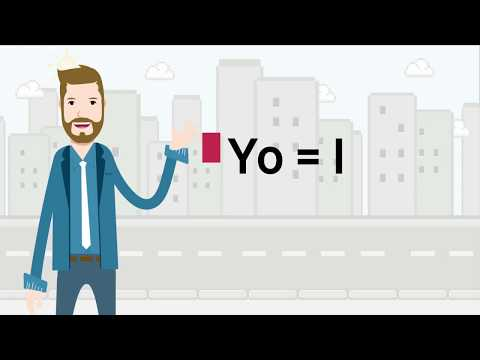 Yo = I